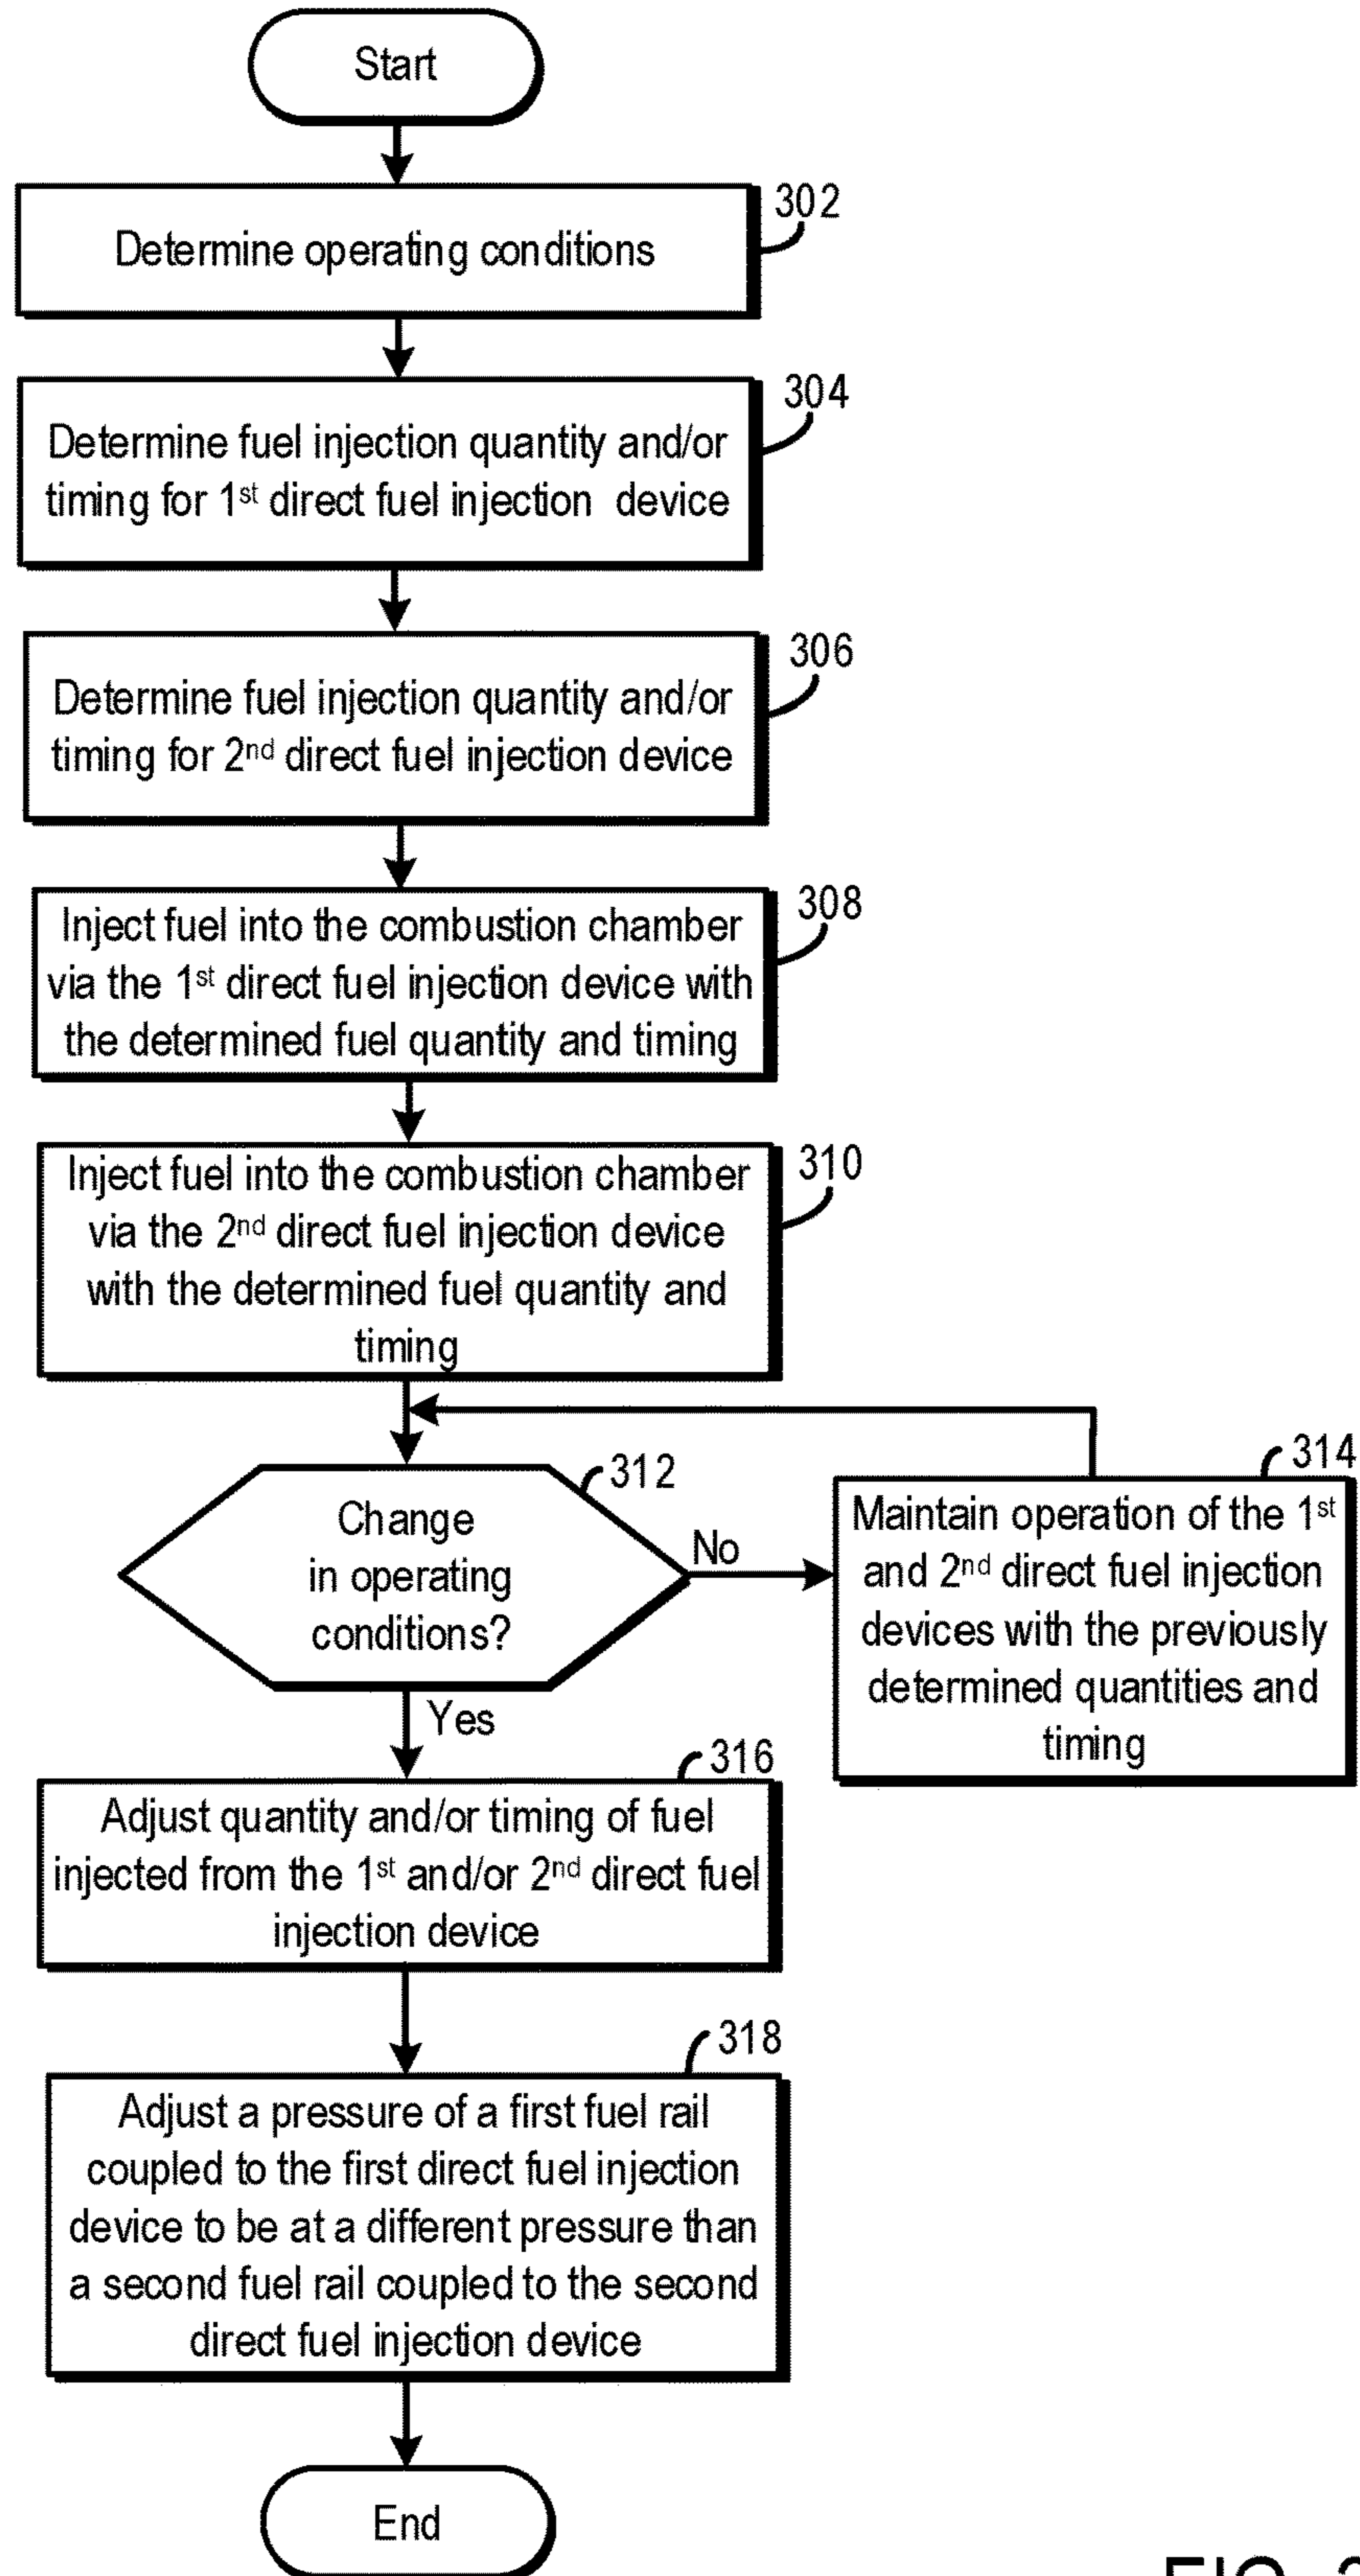 Start
302
Determine operating conditions
304
Determine fuel injection quantity and/or
timing for 1st direct fuel injection device
306
Determine fuel injection quantity and/or
timing for 2nd direct fuel injection device
308
Inject fuel into the combustion chamber
via the 1st direct fuel injection device with
the determined fuel quantity and timing
310
Inject fuel into the combustion chamber
via the 2nd direct fuel injection device
with the determined fuel quantity and
timing
312
Change
in operating
conditions?
No
314
Maintain operation of the 1st
and 2nd direct fuel injection
devices with the previously
determined quantities and
timing
Yes
316
Adjust quantity and/or timing of fuel
injected from the 1st and/or 2nd direct fuel
injection device
318
Adjust a pressure of a first fuel rail
coupled to the first direct fuel injection
device to be at a different pressure than
a second fuel rail coupled to the second
direct fuel injection device
End
FIG.